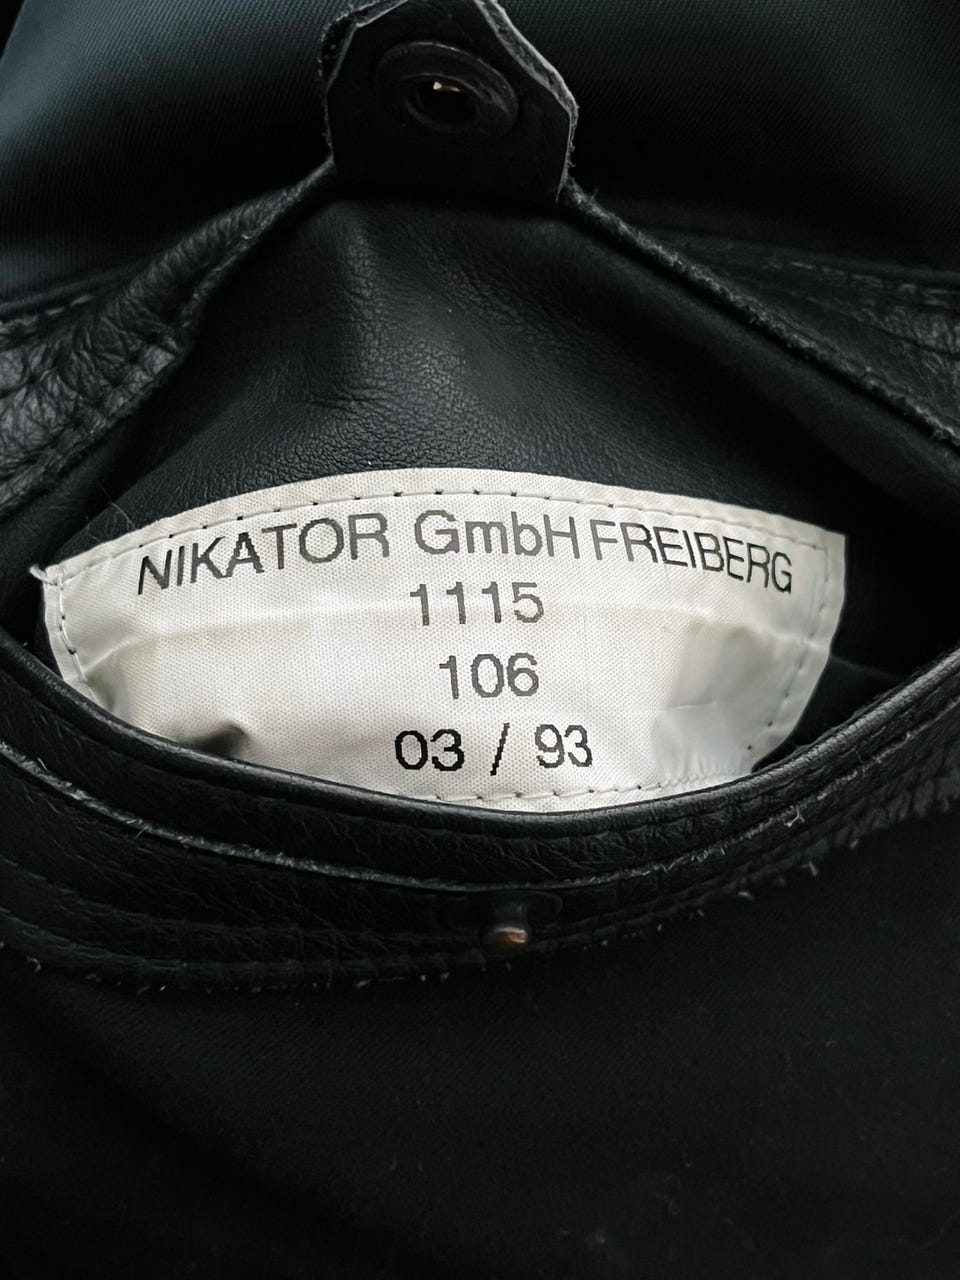 NIKATOR GmbH FREIBERG
1115
106
03 / 93